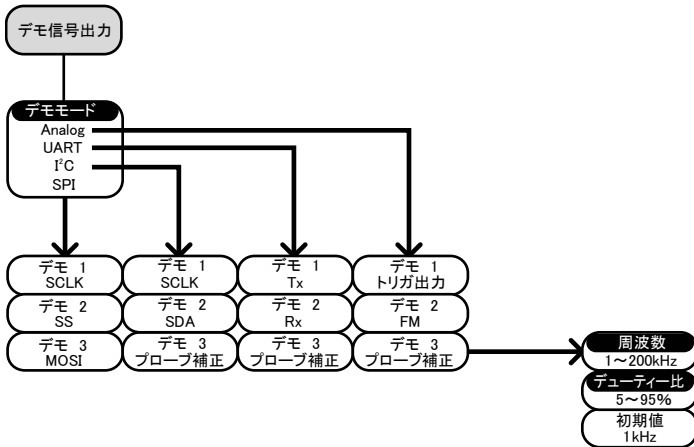 デモ信号出力
デモモード
Analog
UART
I²C
SPI
デモ 1
SCLK
デモ 2
SS
デモ 3
MOSI
デモ 1
SCLK
デモ 2
SDA
デモ 3
プローブ補正
デモ 1
Tx
デモ 2
Rx
デモ 3
プローブ補正
デモ 1
トリガ出力
デモ 2
FM
デモ 3
プローブ補正
周波数
1～200kHz
デューティー比
5～95%
初期値
1kHz